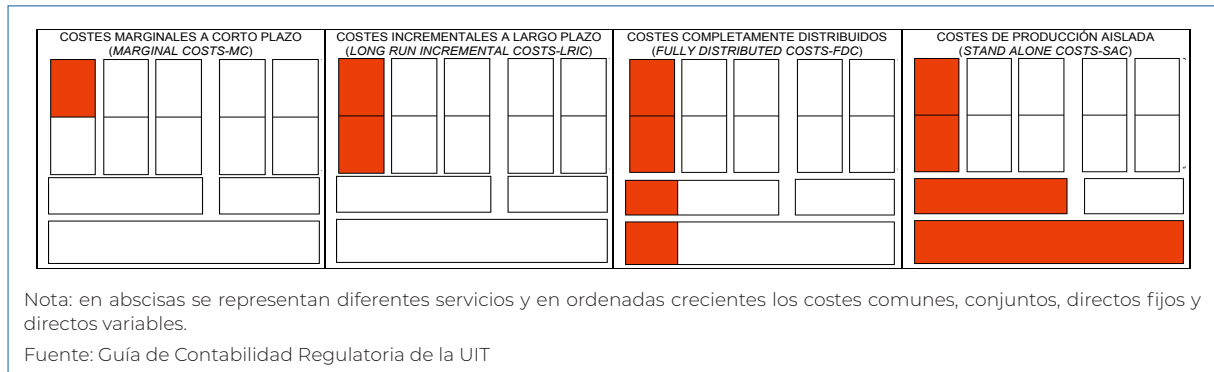 COSTES MARGINALES A CORTO PLAZO
(MARGINAL COSTS-MC)
COSTES INCREMENTALES A LARGO PLAZO
(LONG RUN INCREMENTAL COSTS-LRIC)
COSTES COMPLETAMENTE DISTRIBUIDOS
(FULLY DISTRIBUTED COSTS-FDC)
COSTES DE PRODUCCIÓN AISLADA
(STAND ALONE COSTS-SAC)
Nota: en abscisas se representan diferentes servicios y en ordenadas crecientes los costes comunes, conjuntos, directos fijos y
directos variables.
Fuente: Guía de Contabilidad Regulatoria de la UIT